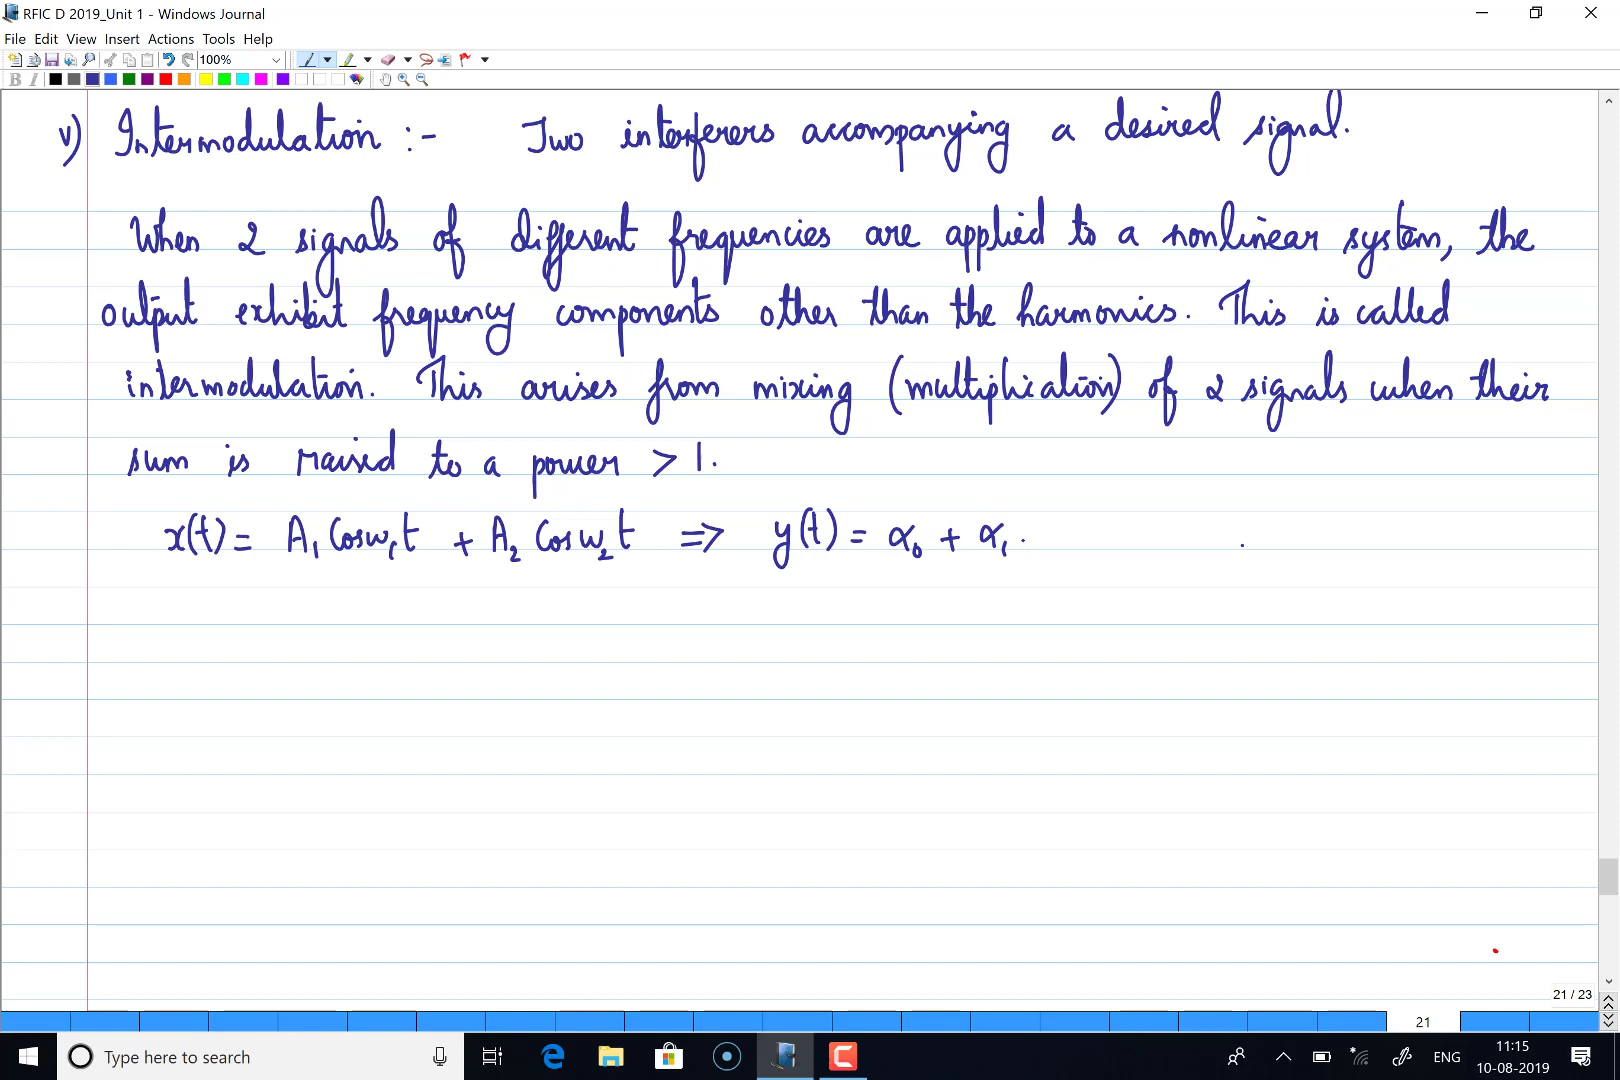 RFIC D 2019_Unit 1 - Windows Journal
File Edit View Insert Actions Tools Help
100%
B I
v) Intermodulation :- Two interferers accompanying a desired signal.
When 2 signals of different frequencies are applied to a nonlinear system, the
output exhibit frequency components other than the harmonics. This is called
intermodulation. This arises from mixing (multiplication) of 2 signals when their
sum is raised to a power > 1.
x(t) = A₁ Cosω₁t + A₂ Cosω₂t ⇒ y(t) = α₀ + α₁
21 / 23
21
Type here to search
ENG
11:15
10-08-2019